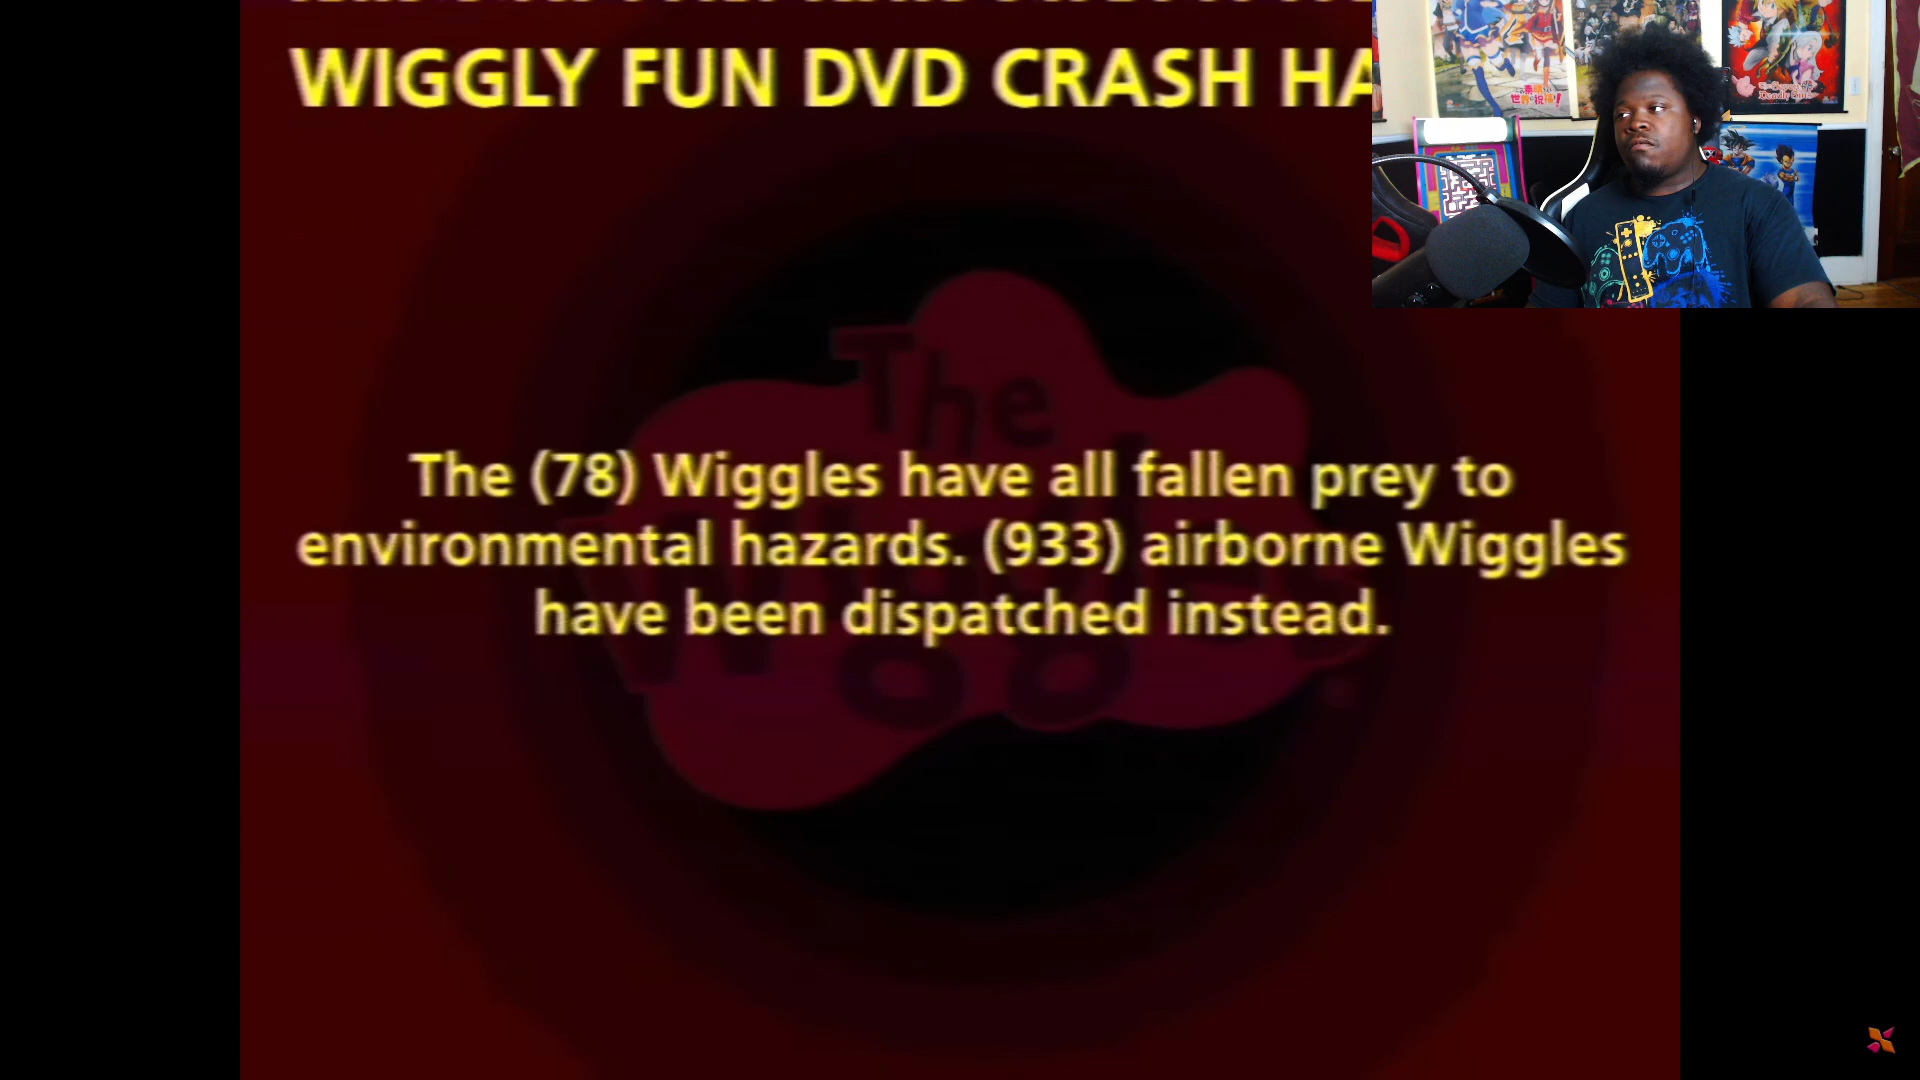 WIGGLY FUN DVD CRASH HA
The
The (78) Wiggles have all fallen prey to
environmental hazards. (933) airborne Wiggles
have been dispatched instead.